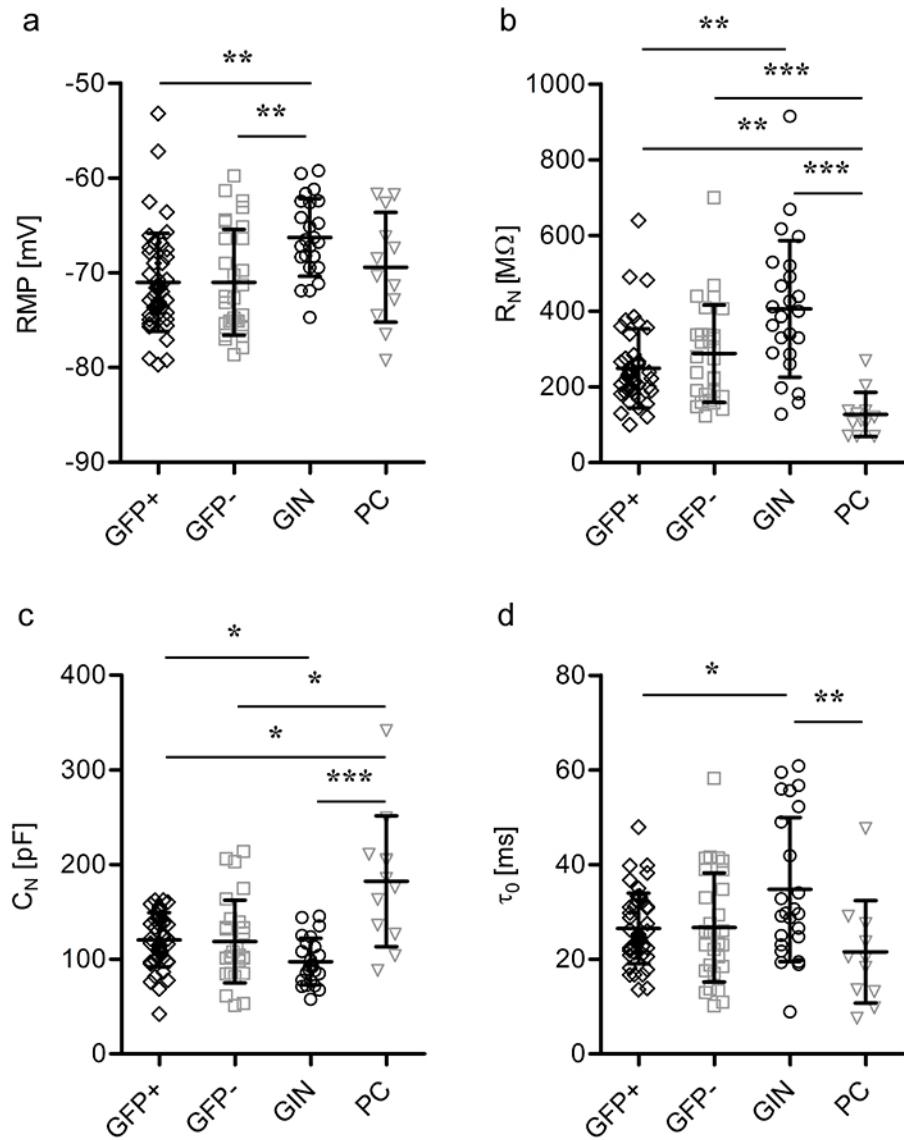 a
**
**
-50
-60
-70
-80
-90
RMP [mV]
GFP+
GFP-
GIN
PC
b
**
***
**
***
1000
800
600
400
200
0
R_N [MΩ]
GFP+
GFP-
GIN
PC
c
*
*
*
***
400
300
200
100
0
C_N [pF]
GFP+
GFP-
GIN
PC
d
*
**
80
60
40
20
0
τ_0 [ms]
GFP+
GFP-
GIN
PC